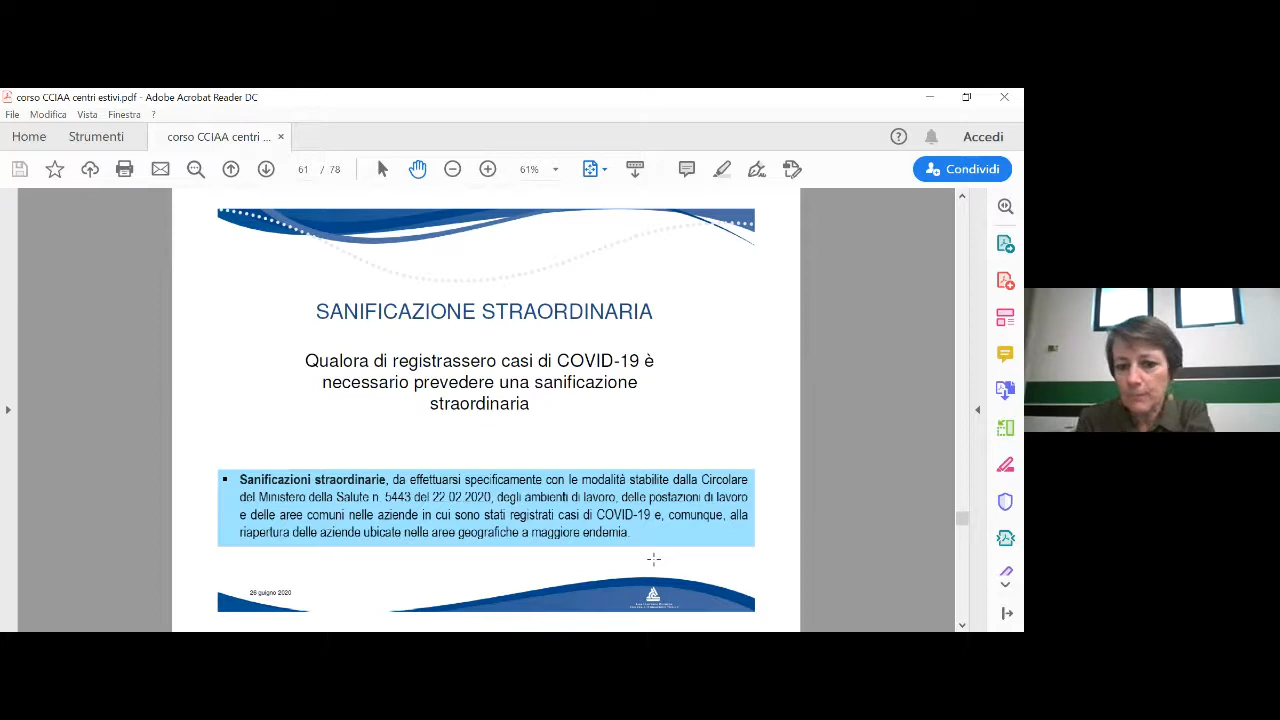 corso CCIAA centri estivi.pdf - Adobe Acrobat Reader DC
File Modifica Vista Finestra ?
Home Strumenti corso CCIAA centri ... × Accedi
61 / 78 61% Condividi
SANIFICAZIONE STRAORDINARIA
Qualora di registrassero casi di COVID-19 è
necessario prevedere una sanificazione
straordinaria
▪ Sanificazioni straordinarie, da effettuarsi specificamente con le modalità stabilite dalla Circolare
del Ministero della Salute n. 5443 del 22.02.2020, degli ambienti di lavoro, delle postazioni di lavoro
e delle aree comuni nelle aziende in cui sono stati registrati casi di COVID-19 e, comunque, alla
riapertura delle aziende ubicate nelle aree geografiche a maggiore endemia.
26 guigno 2020